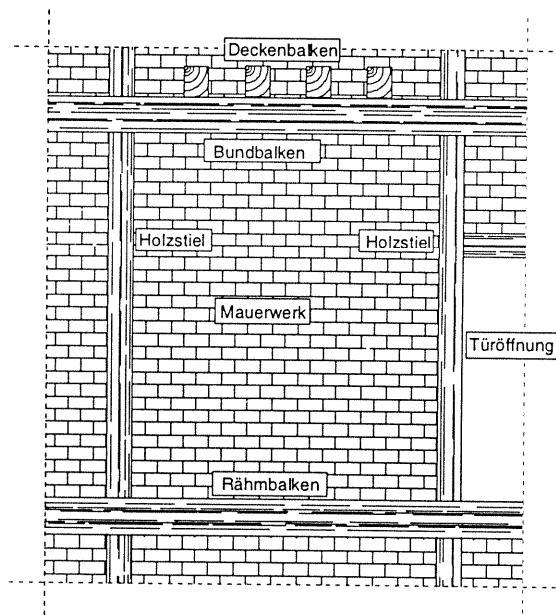 Deckenbalken
Bundbalken
Holzstiel
Holzstiel
Mauerwerk
Türöffnung
Rähmbalken